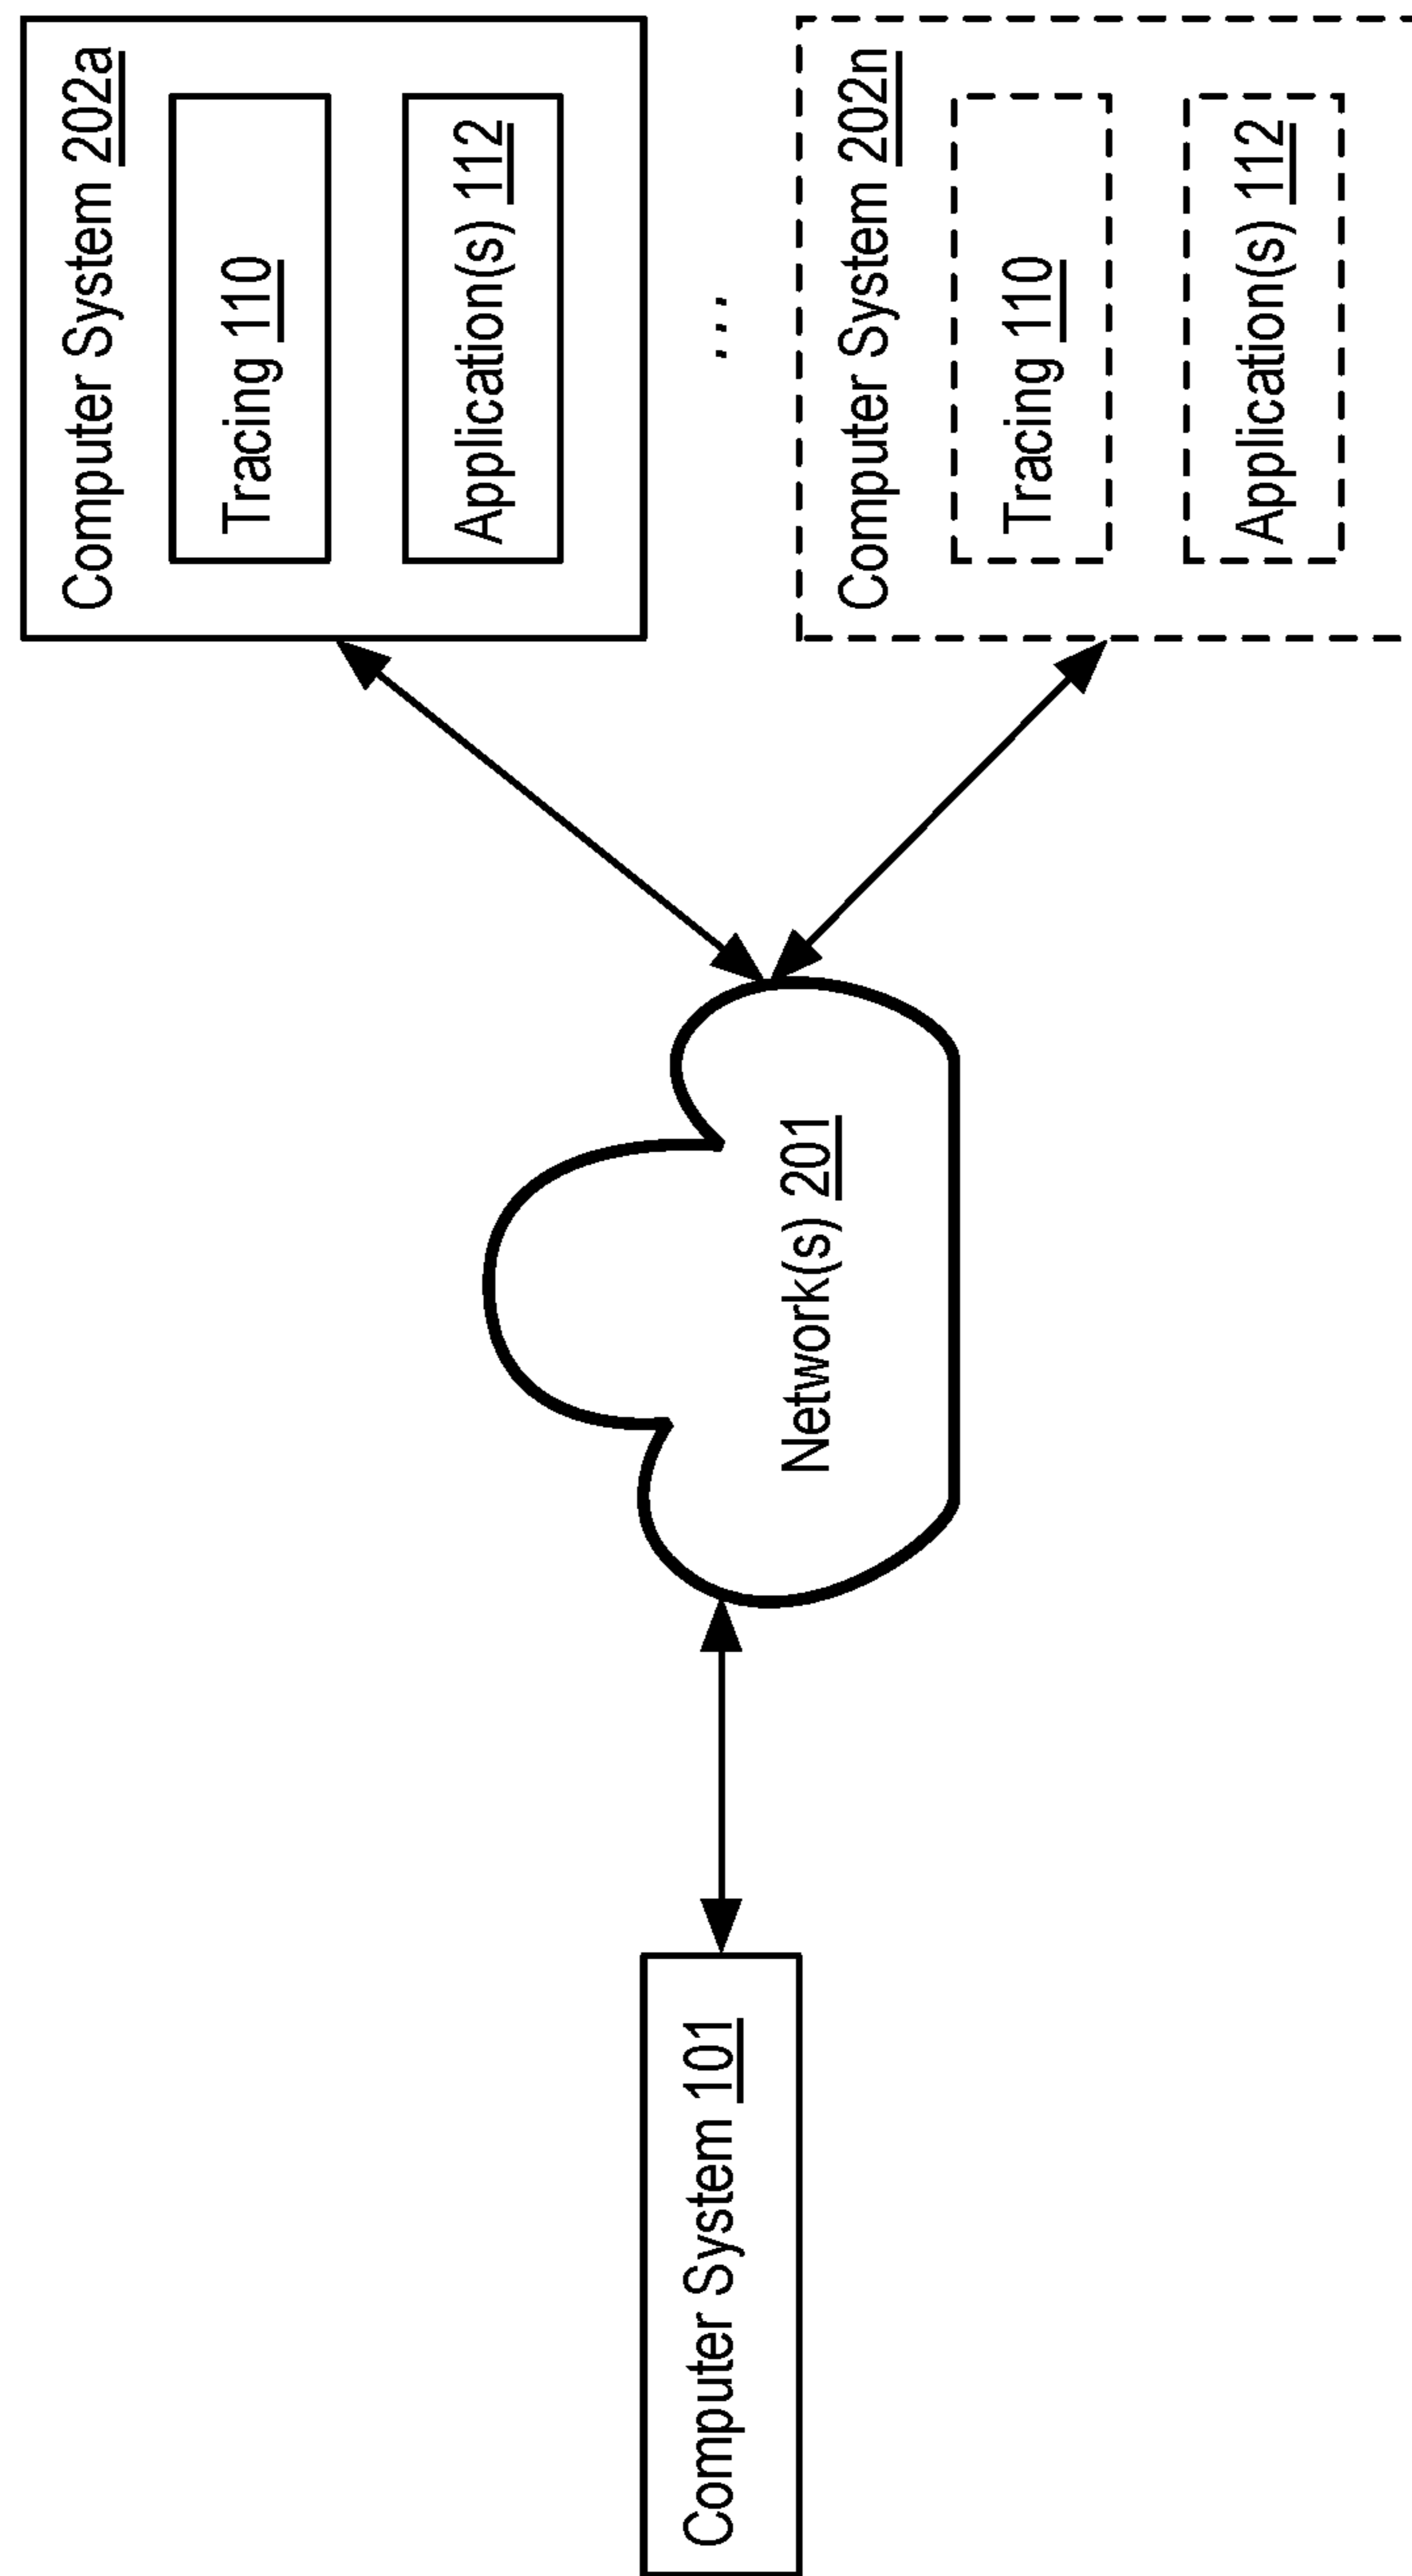 Computer System 101
Network(s) 201
Computer System 202a
Tracing 110
Application(s) 112
...
Computer System 202n
Tracing 110
Application(s) 112